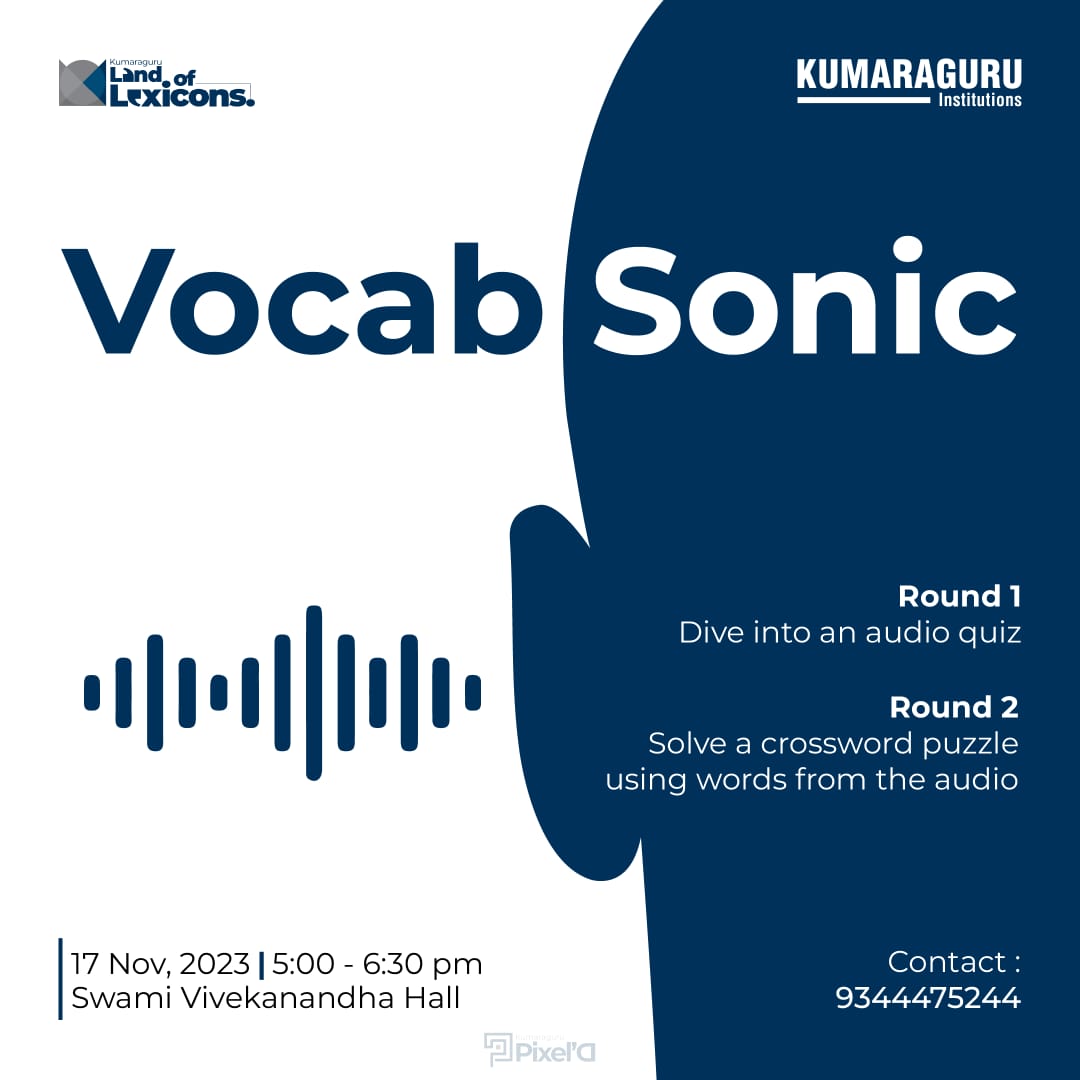 Kumaraguru
Land of
Lexicons.
KUMARAGURU
Institutions
Vocab Sonic
Round 1
Dive into an audio quiz
Round 2
Solve a crossword puzzle
using words from the audio
17 Nov, 2023 | 5:00 - 6:30 pm
Swami Vivekanandha Hall
Contact :
9344475244
kumaraguru
Pixel'd